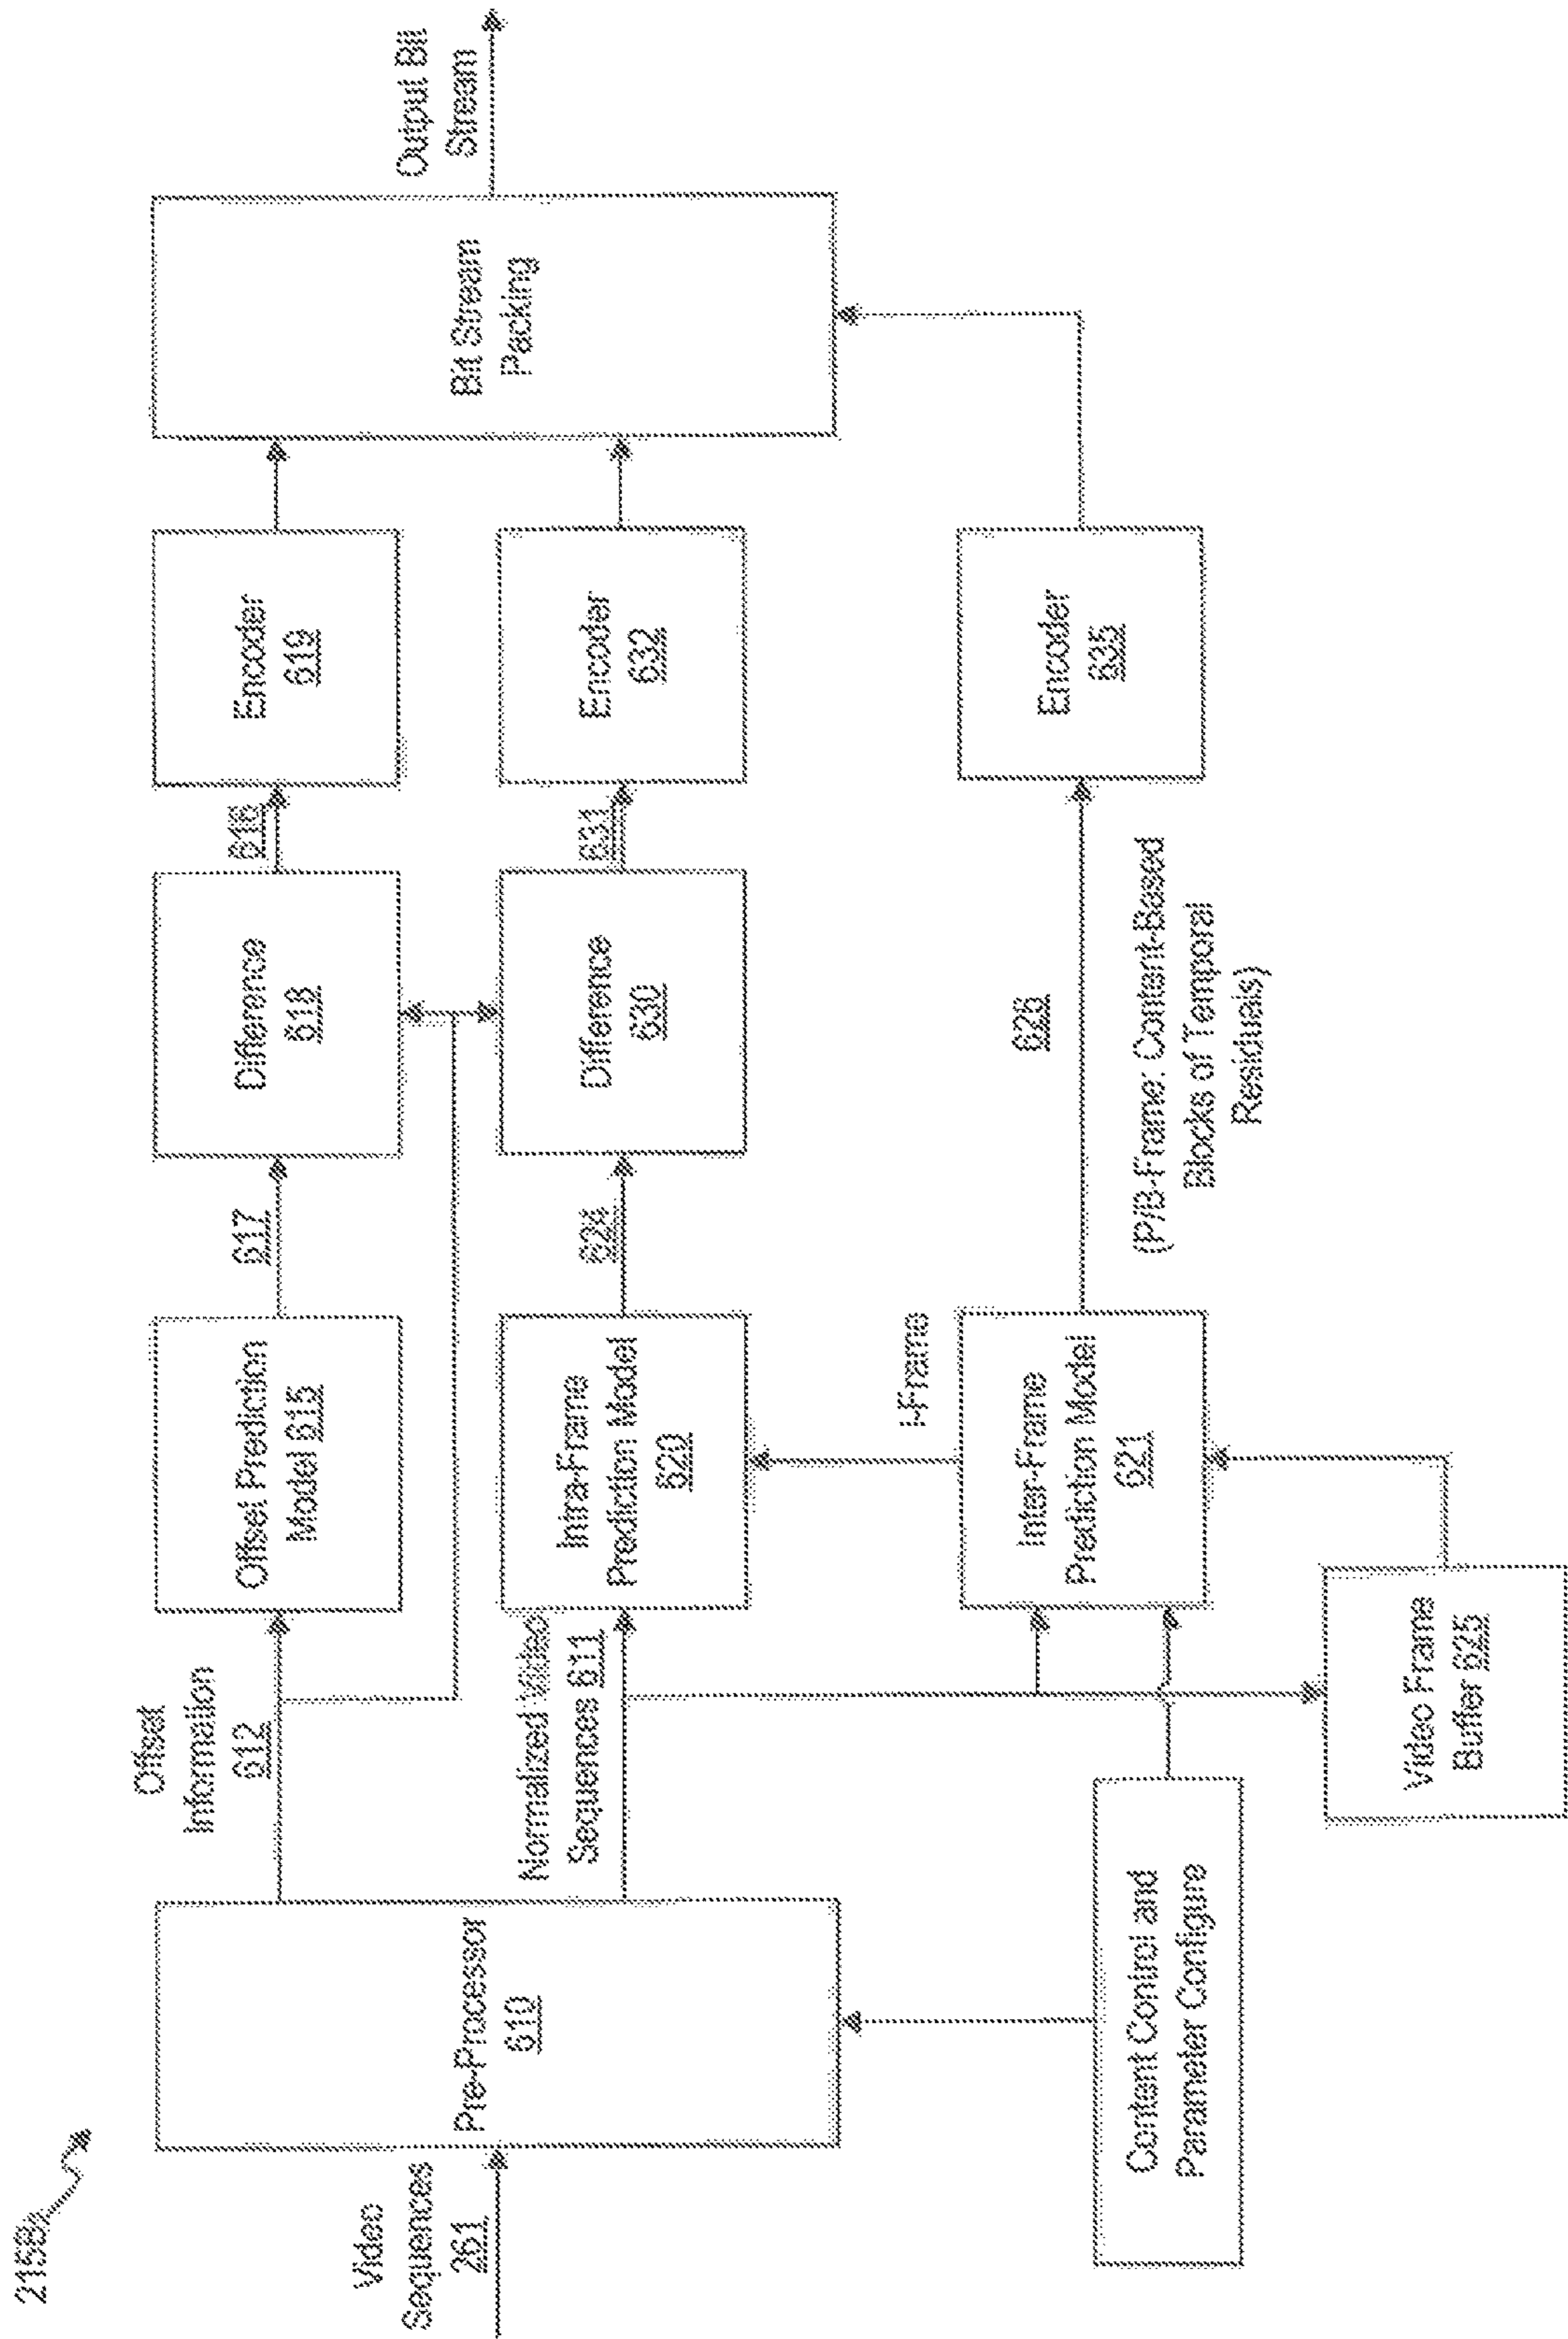 215B
Video
Sequences
261
Pre-Processor
610
Content Control and
Parameter Configure
Offset
Information
612
Normalized Video
Sequences 611
Video Frame
Buffer 625
Offset Prediction
Model 615
Intra-Frame
Prediction Model
620
I-Frame
Inter-Frame
Prediction Model
621
617
624
626
(P/B-Frame: Content-Based
Blocks of Temporal
Residuals)
Difference
618
Difference
630
616
631
Encoder
619
Encoder
632
Encoder
635
Bit Stream
Packing
Output Bit
Stream